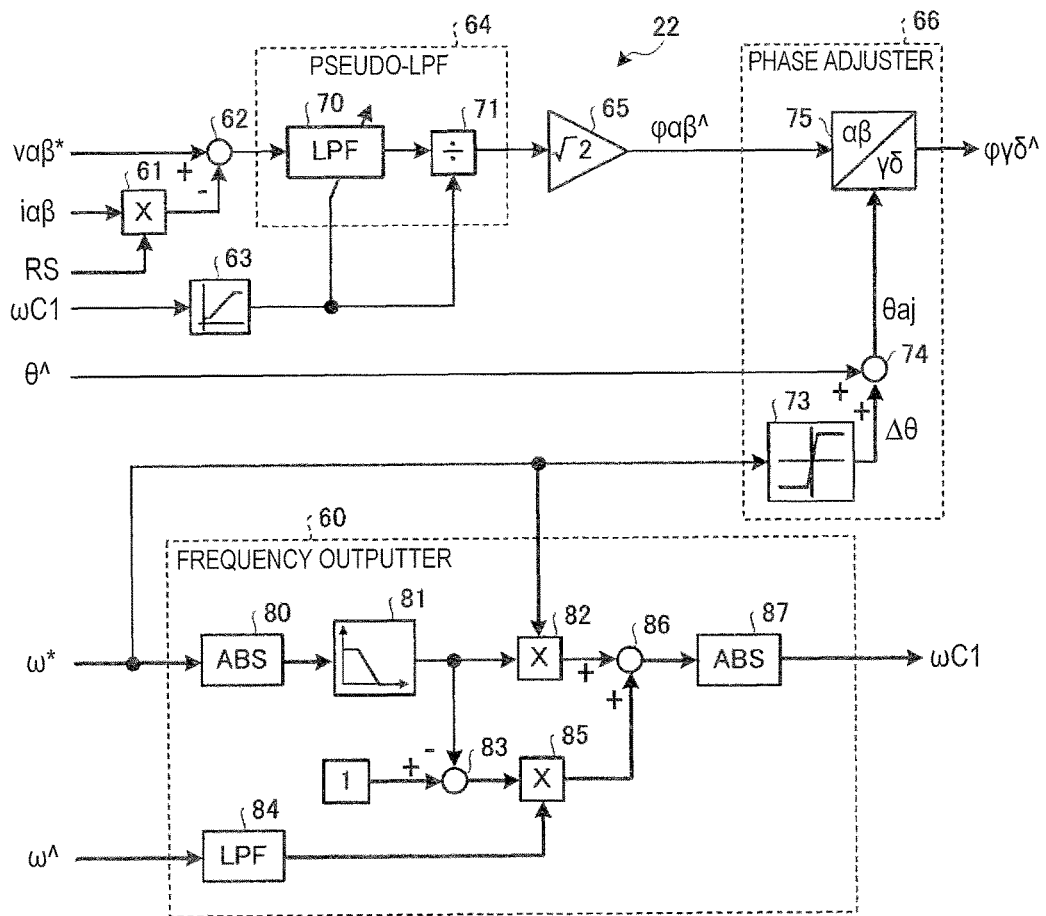 64
22
66
PSEUDO-LPF
PHASE ADJUSTER
70
71
65
φαβ^
75
62
vαβ*
LPF
÷
√2
αβ
γδ
φγδ^
+
-
61
iαβ
X
RS
63
ωC1
θaj
74
θ^
+
+
73
Δθ
60
FREQUENCY OUTPUTTER
80
81
82
86
87
ω*
ABS
X
ABS
ωC1
+
+
-
83
85
1
+
X
84
ω^
LPF